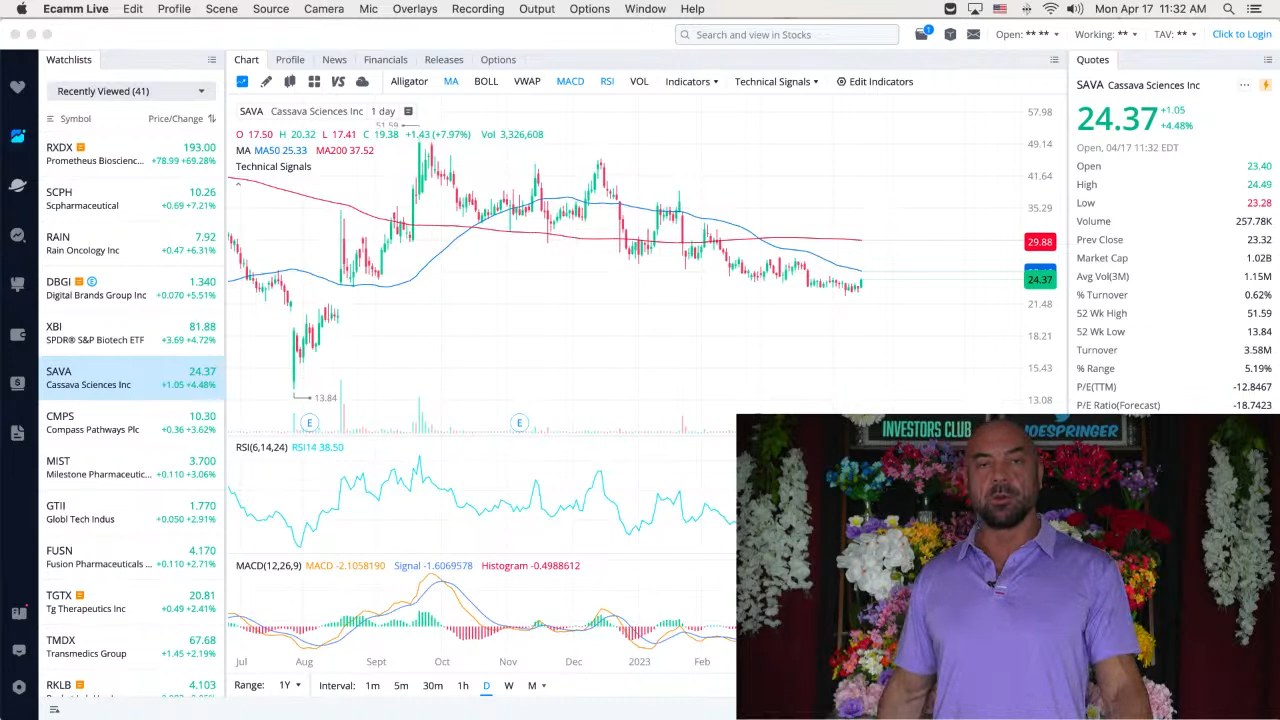 Ecamm Live Edit Profile Scene Source Camera Mic Overlays Recording Output Options Window Help Mon Apr 17 11:32 AM
Search and view in Stocks 1 Open: ** ** Working: ** TAV: ** Click to Login
Watchlists
Recently Viewed (41)
Symbol Price/Change
RXDX 193.00
Prometheus Bioscienc... +78.99 +69.28%
SCPH 10.26
Scpharmaceutical +0.69 +7.21%
RAIN 7.92
Rain Oncology Inc +0.47 +6.31%
DBGI E 1.340
Digital Brands Group Inc +0.070 +5.51%
XBI 81.88
SPDR® S&P Biotech ETF +3.69 +4.72%
SAVA 24.37
Cassava Sciences Inc +1.05 +4.48%
CMPS 10.30
Compass Pathways Plc +0.36 +3.62%
MIST 3.700
Milestone Pharmaceutic... +0.110 +3.06%
GTII 1.770
Globl Tech Indus +0.050 +2.91%
FUSN 4.170
Fusion Pharmaceuticals ... +0.110 +2.71%
TGTX 20.81
Tg Therapeutics Inc +0.49 +2.41%
TMDX 67.68
Transmedics Group +1.45 +2.19%
RKLB 4.103
Chart Profile News Financials Releases Options
VS Alligator MA BOLL VWAP MACD RSI VOL Indicators Technical Signals Edit Indicators
SAVA Cassava Sciences Inc 1 day
51.59
O 17.50 H 20.32 L 17.41 C 19.38 +1.43 (+7.97%) Vol 3,326,608
MA MA50 25.33 MA200 37.52
Technical Signals
57.98
49.14
41.64
35.29
29.88
24.37
21.48
18.21
15.43
13.08
13.84
E E
RSI(6,14,24) RSI14 38.50
MACD(12,26,9) MACD -2.1058190 Signal -1.6069578 Histogram -0.4988612
Jul Aug Sept Oct Nov Dec 2023 Feb
Range: 1Y Interval: 1m 5m 30m 1h D W M
Quotes
SAVA Cassava Sciences Inc
24.37 +1.05
+4.48%
Open, 04/17 11:32 EDT
Open 23.40
High 24.49
Low 23.28
Volume 257.78K
Prev Close 23.32
Market Cap 1.02B
Avg Vol(3M) 1.15M
% Turnover 0.62%
52 Wk High 51.59
52 Wk Low 13.84
Turnover 3.58M
% Range 5.19%
P/E(TTM) -12.8467
P/E Ratio(Forecast) -18.7423
INVESTORS CLUB
JOESPRINGER